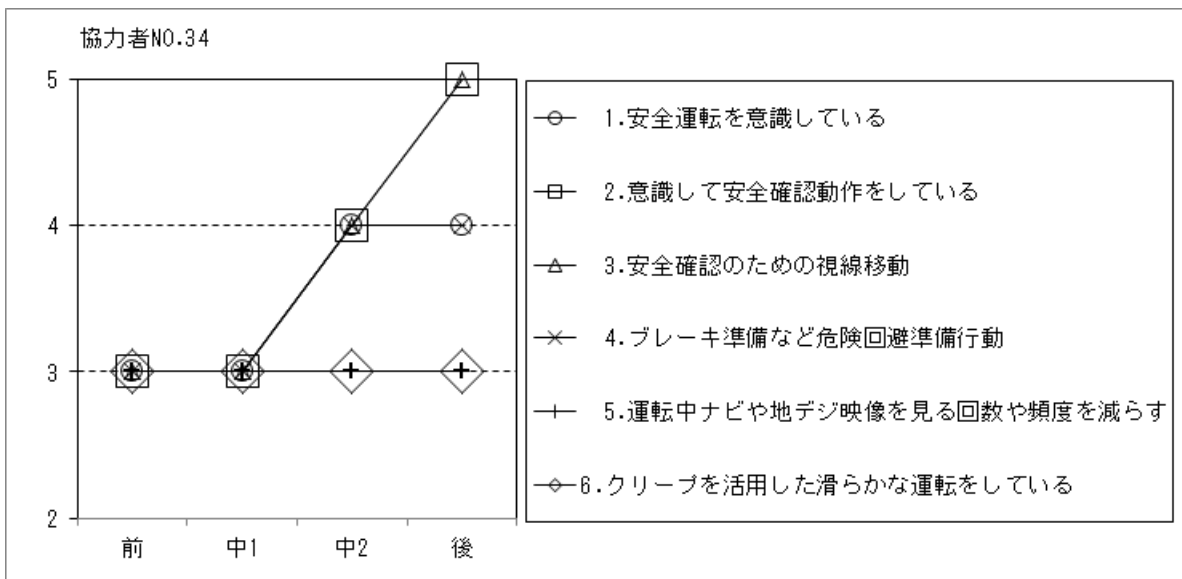 協力者NO.34
5
4
3
2
前 中1 中2 後
1.安全運転を意識している
2.意識して安全確認動作をしている
3.安全確認のための視線移動
4.ブレーキ準備など危険回避準備行動
5.運転中ナビや地デジ映像を見る回数や頻度を減らす
6.クリープを活用した滑らかな運転をしている